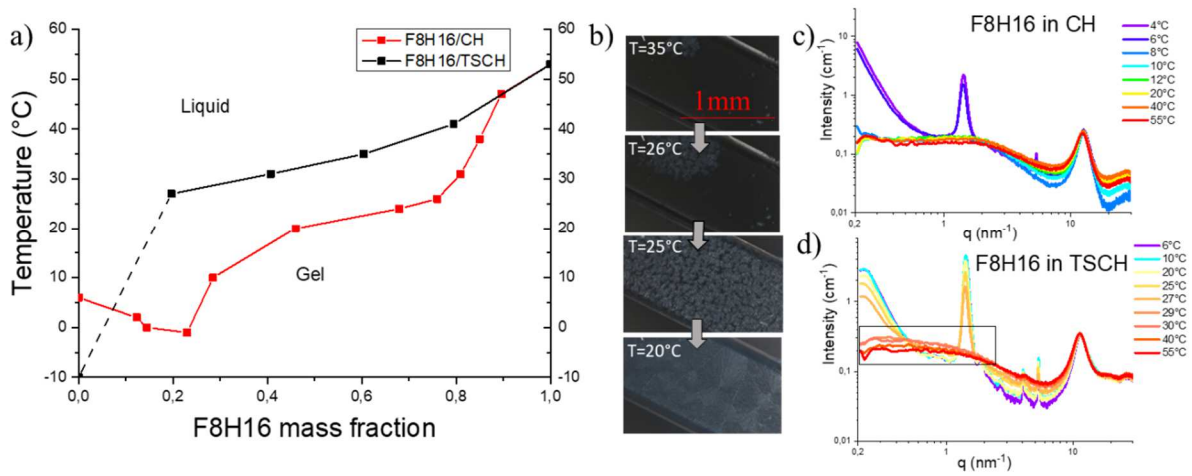 a)
60
50
40
30
20
10
0
-10
60
50
40
30
20
10
0
-10
0,0
0,2
0,4
0,6
0,8
1,0
Temperature (°C)
F8H16 mass fraction
F8H16/CH
F8H16/TSCH
Liquid
Gel
b)
T=35°C
1mm
T=26°C
T=25°C
T=20°C
c)
F8H16 in CH
Intensity (cm⁻¹)
10
1
0,1
0,01
0,2
1
10
q (nm⁻¹)
4°C
6°C
8°C
10°C
12°C
20°C
40°C
55°C
d)
F8H16 in TSCH
Intensity (cm⁻¹)
1
0,1
0,01
0,2
1
10
q (nm⁻¹)
6°C
10°C
20°C
25°C
27°C
29°C
30°C
40°C
55°C